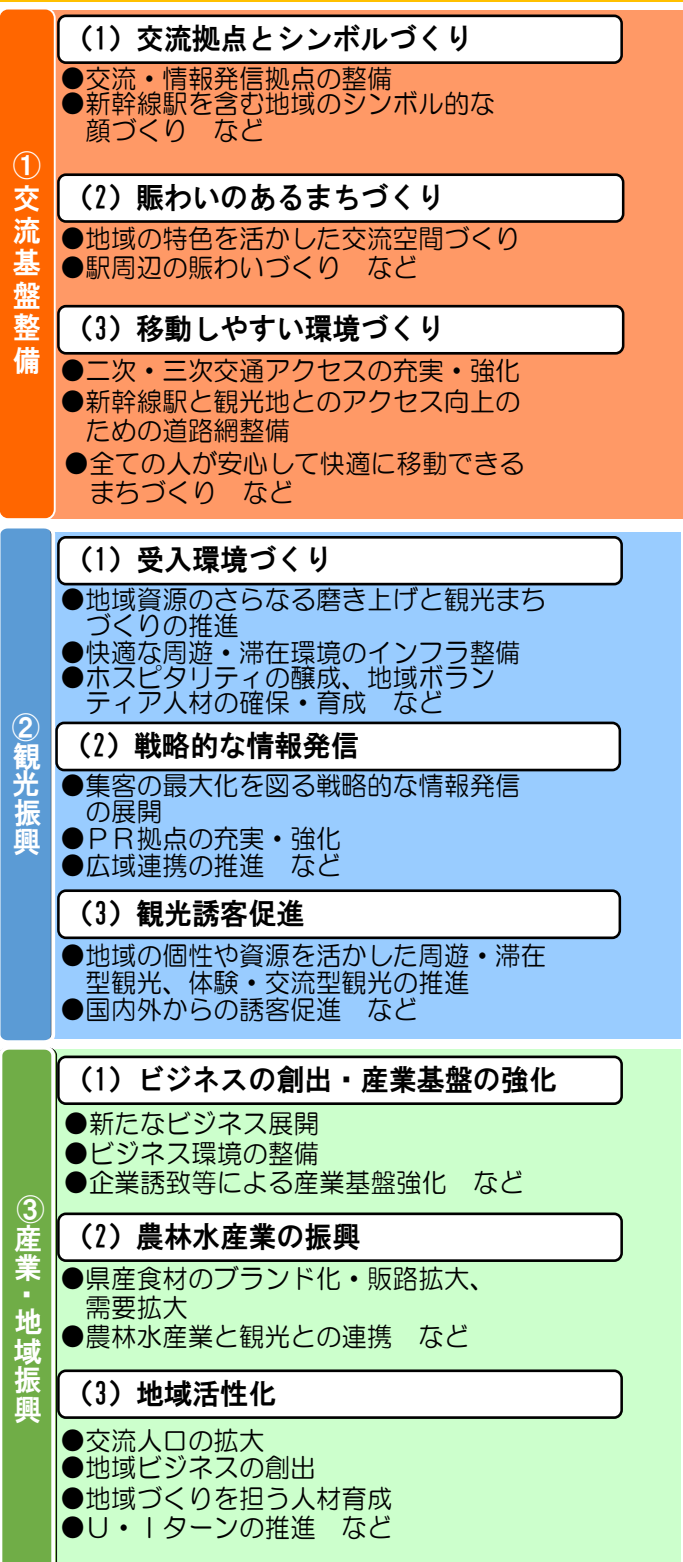 ①交流基盤整備
(1) 交流拠点とシンボルづくり
●交流・情報発信拠点の整備
●新幹線駅を含む地域のシンボル的な
顔づくり　など
(2) 賑わいのあるまちづくり
●地域の特色を活かした交流空間づくり
●駅周辺の賑わいづくり　など
(3) 移動しやすい環境づくり
●二次・三次交通アクセスの充実・強化
●新幹線駅と観光地とのアクセス向上の
ための道路網整備
●全ての人が安心して快適に移動できる
まちづくり　など
②観光振興
(1) 受入環境づくり
●地域資源のさらなる磨き上げと観光まち
づくりの推進
●快適な周遊・滞在環境のインフラ整備
●ホスピタリティの醸成、地域ボラン
ティア人材の確保・育成　など
(2) 戦略的な情報発信
●集客の最大化を図る戦略的な情報発信
の展開
●ＰＲ拠点の充実・強化
●広域連携の推進　など
(3) 観光誘客促進
●地域の個性や資源を活かした周遊・滞在
型観光、体験・交流型観光の推進
●国内外からの誘客促進　など
③産業・地域振興
(1) ビジネスの創出・産業基盤の強化
●新たなビジネス展開
●ビジネス環境の整備
●企業誘致等による産業基盤強化　など
(2) 農林水産業の振興
●県産食材のブランド化・販路拡大、
需要拡大
●農林水産業と観光との連携　など
(3) 地域活性化
●交流人口の拡大
●地域ビジネスの創出
●地域づくりを担う人材育成
●Ｕ・Ｉターンの推進　など